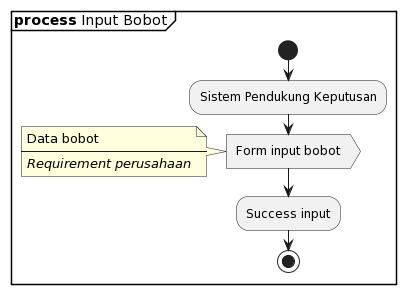 process Input Bobot
Sistem Pendukung Keputusan
Data bobot
Requirement perusahaan
Form input bobot
Success input